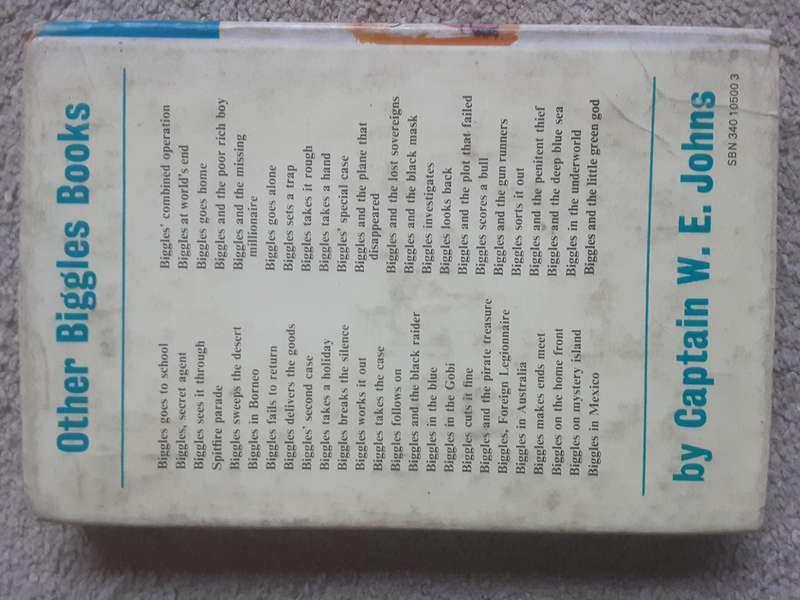 Other Biggles Books
Biggles goes to school
Biggles, secret agent
Biggles sees it through
Spitfire parade
Biggles sweeps the desert
Biggles in Borneo
Biggles fails to return
Biggles delivers the goods
Biggles' second case
Biggles takes a holiday
Biggles breaks the silence
Biggles works it out
Biggles takes the case
Biggles follows on
Biggles and the black raider
Biggles in the blue
Biggles in the Gobi
Biggles cuts it fine
Biggles and the pirate treasure
Biggles, Foreign Legionnaire
Biggles in Australia
Biggles makes ends meet
Biggles on the home front
Biggles on mystery island
Biggles in Mexico
Biggles' combined operation
Biggles at world's end
Biggles goes home
Biggles and the poor rich boy
Biggles and the missing
millionaire
Biggles goes alone
Biggles sets a trap
Biggles takes it rough
Biggles takes a hand
Biggles' special case
Biggles and the plane that
disappeared
Biggles and the lost sovereigns
Biggles and the black mask
Biggles investigates
Biggles looks back
Biggles and the plot that failed
Biggles scores a bull
Biggles and the gun runners
Biggles sorts it out
Biggles and the penitent thief
Biggles and the deep blue sea
Biggles in the underworld
Biggles and the little green god
by Captain W. E. Johns
SBN 340 10500 3